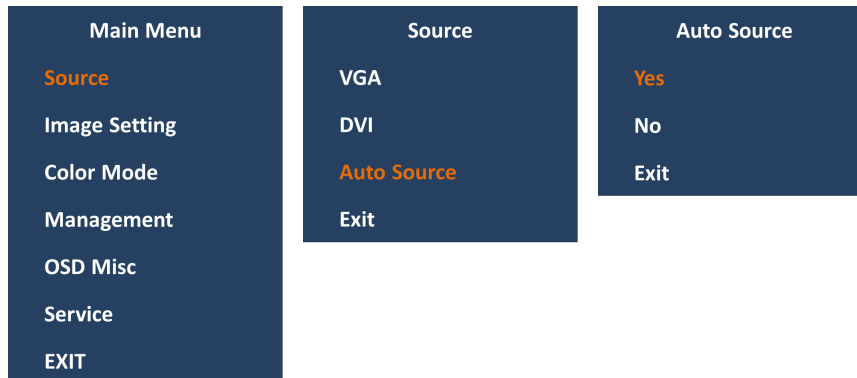 Main Menu
Source
Image Setting
Color Mode
Management
OSD Misc
Service
EXIT
Source
VGA
DVI
Auto Source
Exit
Auto Source
Yes
No
Exit